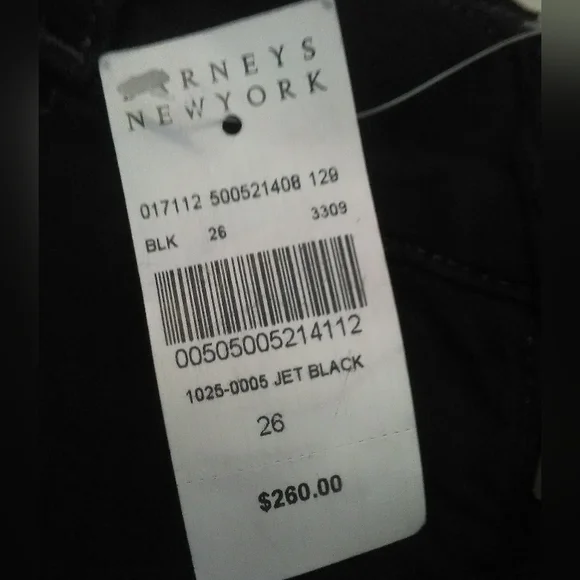 RNEYS
NEWYORK
017112 500521408 129
BLK 26 3309
00505005214112
1025-0005 JET BLACK
26
$260.00